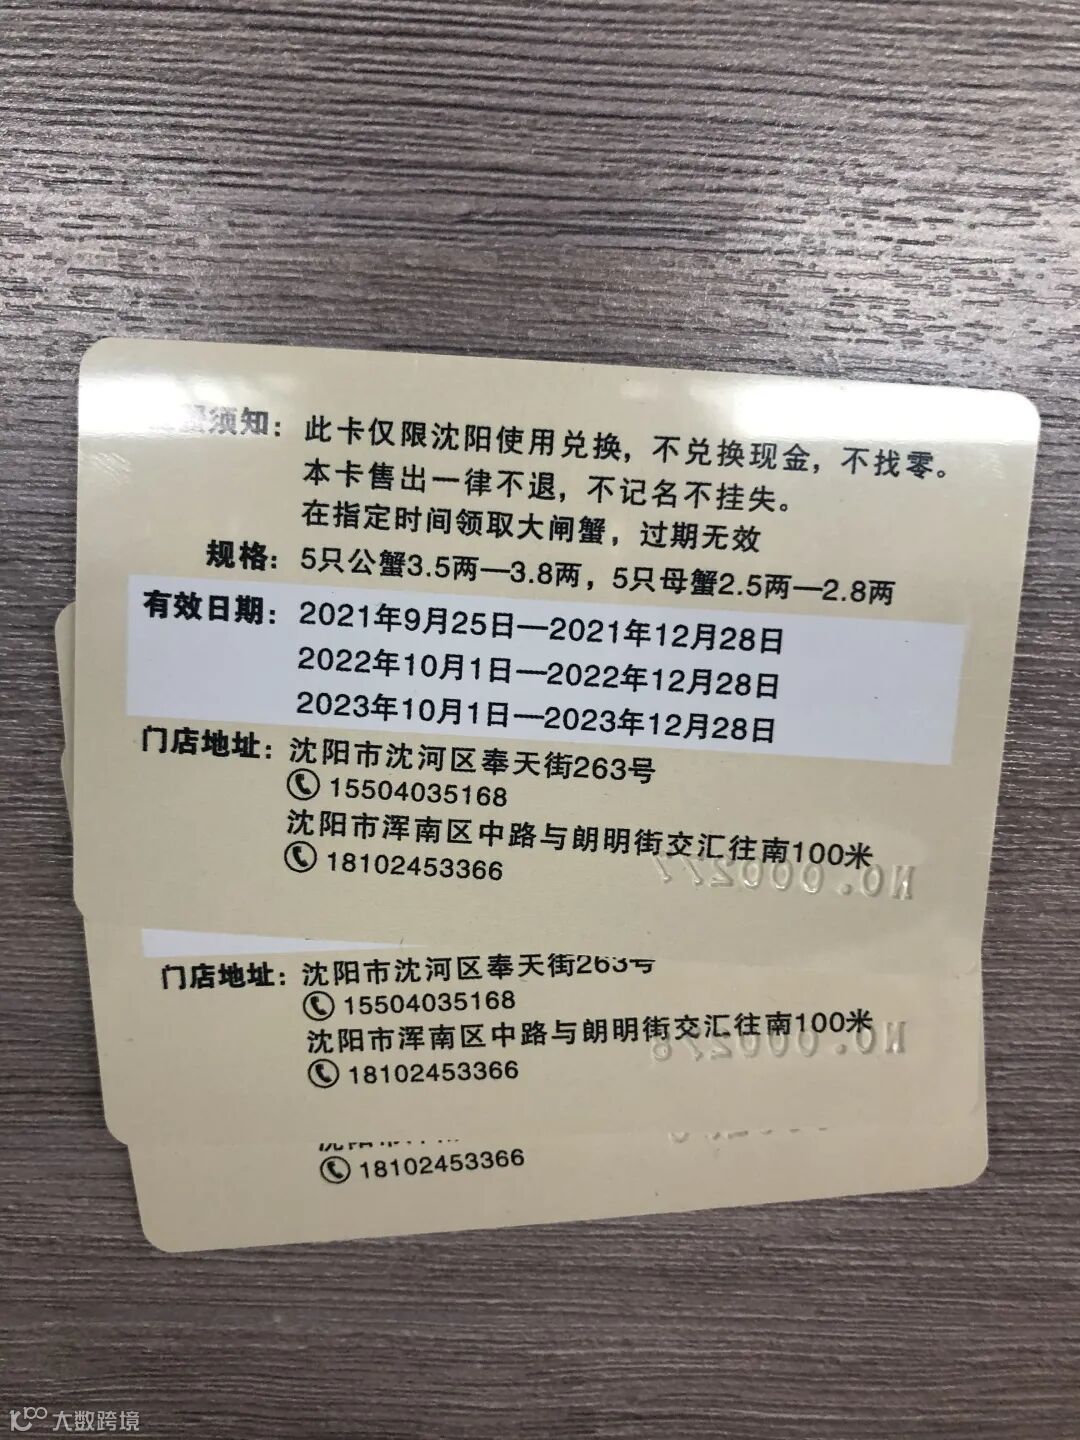 须知：此卡仅限沈阳使用兑换，不兑换现金，不找零。
本卡售出一律不退，不记名不挂失。
在指定时间领取大闸蟹，过期无效
规格：5只公蟹3.5两—3.8两，5只母蟹2.5两—2.8两
有效日期：2021年9月25日—2021年12月28日
2022年10月1日—2022年12月28日
2023年10月1日—2023年12月28日
门店地址：沈阳市沈河区奉天街263号
15504035168
沈阳市浑南区中路与朗明街交汇往南100米
18102453366
NO.000277
门店地址：沈阳市沈河区奉天街263号
15504035168
沈阳市浑南区中路与朗明街交汇往南100米
NO.000278
18102453366
18102453366
大数跨境